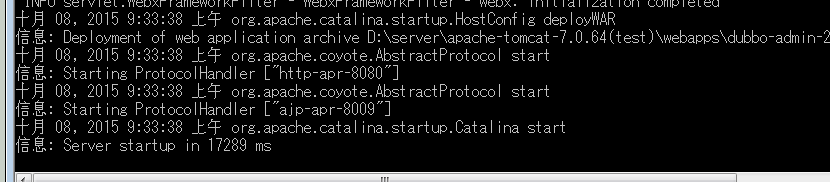 INFO servlet.WebxFrameworkFilter - WebxFrameworkFilter - webx: initialization completed
十月 08, 2015 9:33:38 上午 org.apache.catalina.startup.HostConfig deployWAR
信息: Deployment of web application archive D:\server\apache-tomcat-7.0.64(test)\webapps\dubbo-admin-2
十月 08, 2015 9:33:38 上午 org.apache.coyote.AbstractProtocol start
信息: Starting ProtocolHandler ["http-apr-8080"]
十月 08, 2015 9:33:38 上午 org.apache.coyote.AbstractProtocol start
信息: Starting ProtocolHandler ["ajp-apr-8009"]
十月 08, 2015 9:33:38 上午 org.apache.catalina.startup.Catalina start
信息: Server startup in 17289 ms